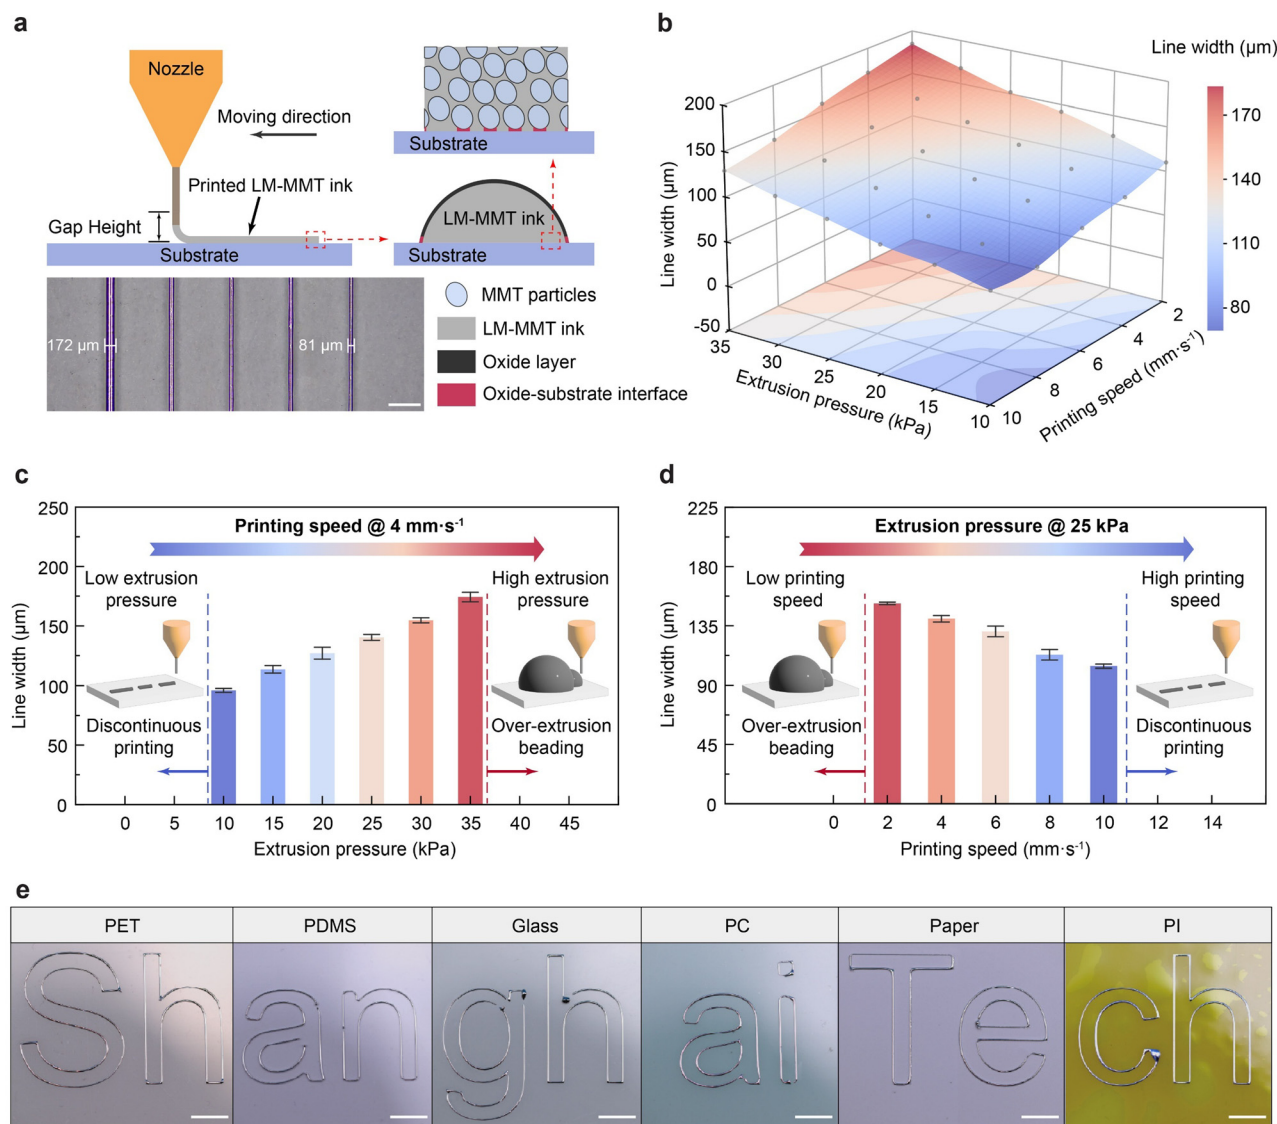 a
Nozzle
Moving direction
Printed LM-MMT ink
Gap Height
Substrate
Substrate
LM-MMT ink
Substrate
172 μm
81 μm
MMT particles
LM-MMT ink
Oxide layer
Oxide-substrate interface
b
Line width (μm)
170
140
110
80
Line width (μm)
200
150
100
50
0
-50
35
30
25
20
15
10
Extrusion pressure (kPa)
10
8
6
4
2
Printing speed (mm·s⁻¹)
c
Printing speed @ 4 mm·s⁻¹
Low extrusion
pressure
High extrusion
pressure
Discontinuous
printing
Over-extrusion
beading
Line width (μm)
250
200
150
100
50
0
0 5 10 15 20 25 30 35 40 45
Extrusion pressure (kPa)
d
Extrusion pressure @ 25 kPa
Low printing
speed
High printing
speed
Over-extrusion
beading
Discontinuous
printing
Line width (μm)
225
180
135
90
45
0
0 2 4 6 8 10 12 14
Printing speed (mm·s⁻¹)
e
PET PDMS Glass PC Paper PI
Sh an gh ai Te ch